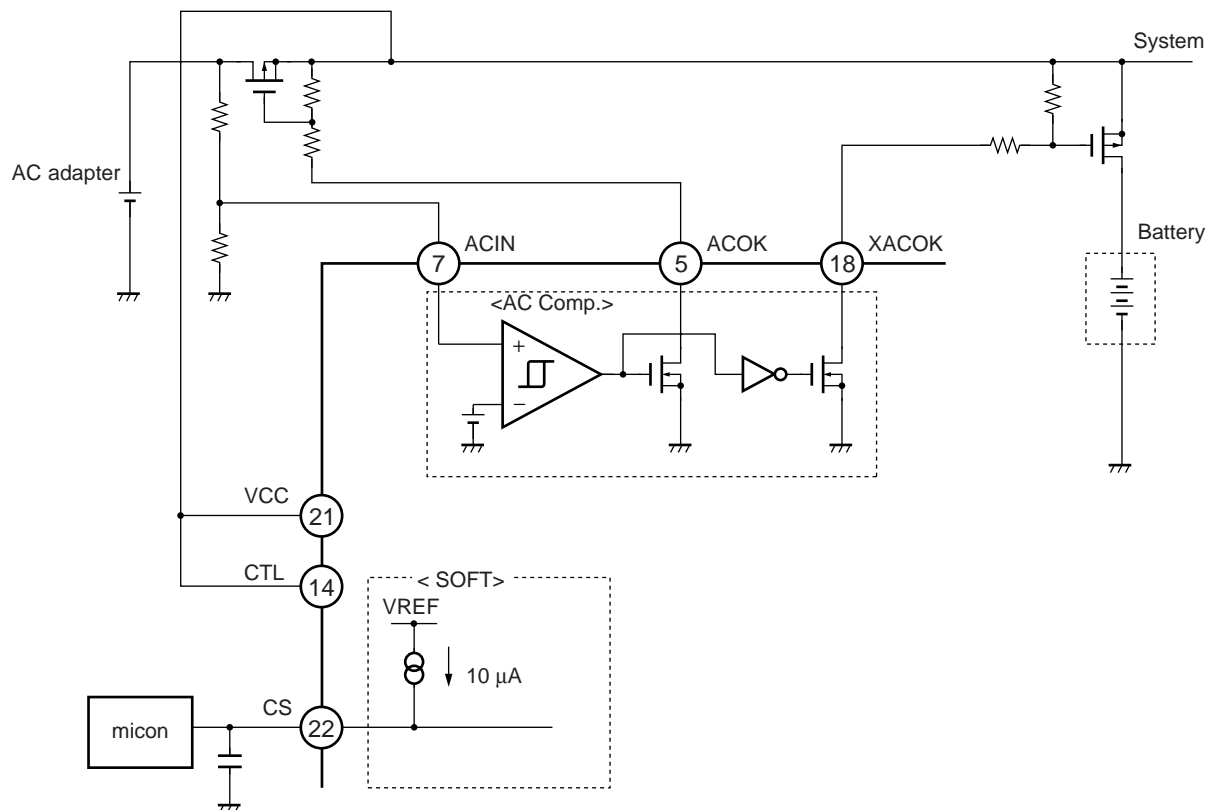 System
AC adapter
Battery
ACIN
ACOK
XACOK
7
5
18
<AC Comp.>
+
−
VCC
21
CTL
14
< SOFT>
VREF
10 μA
CS
22
micon